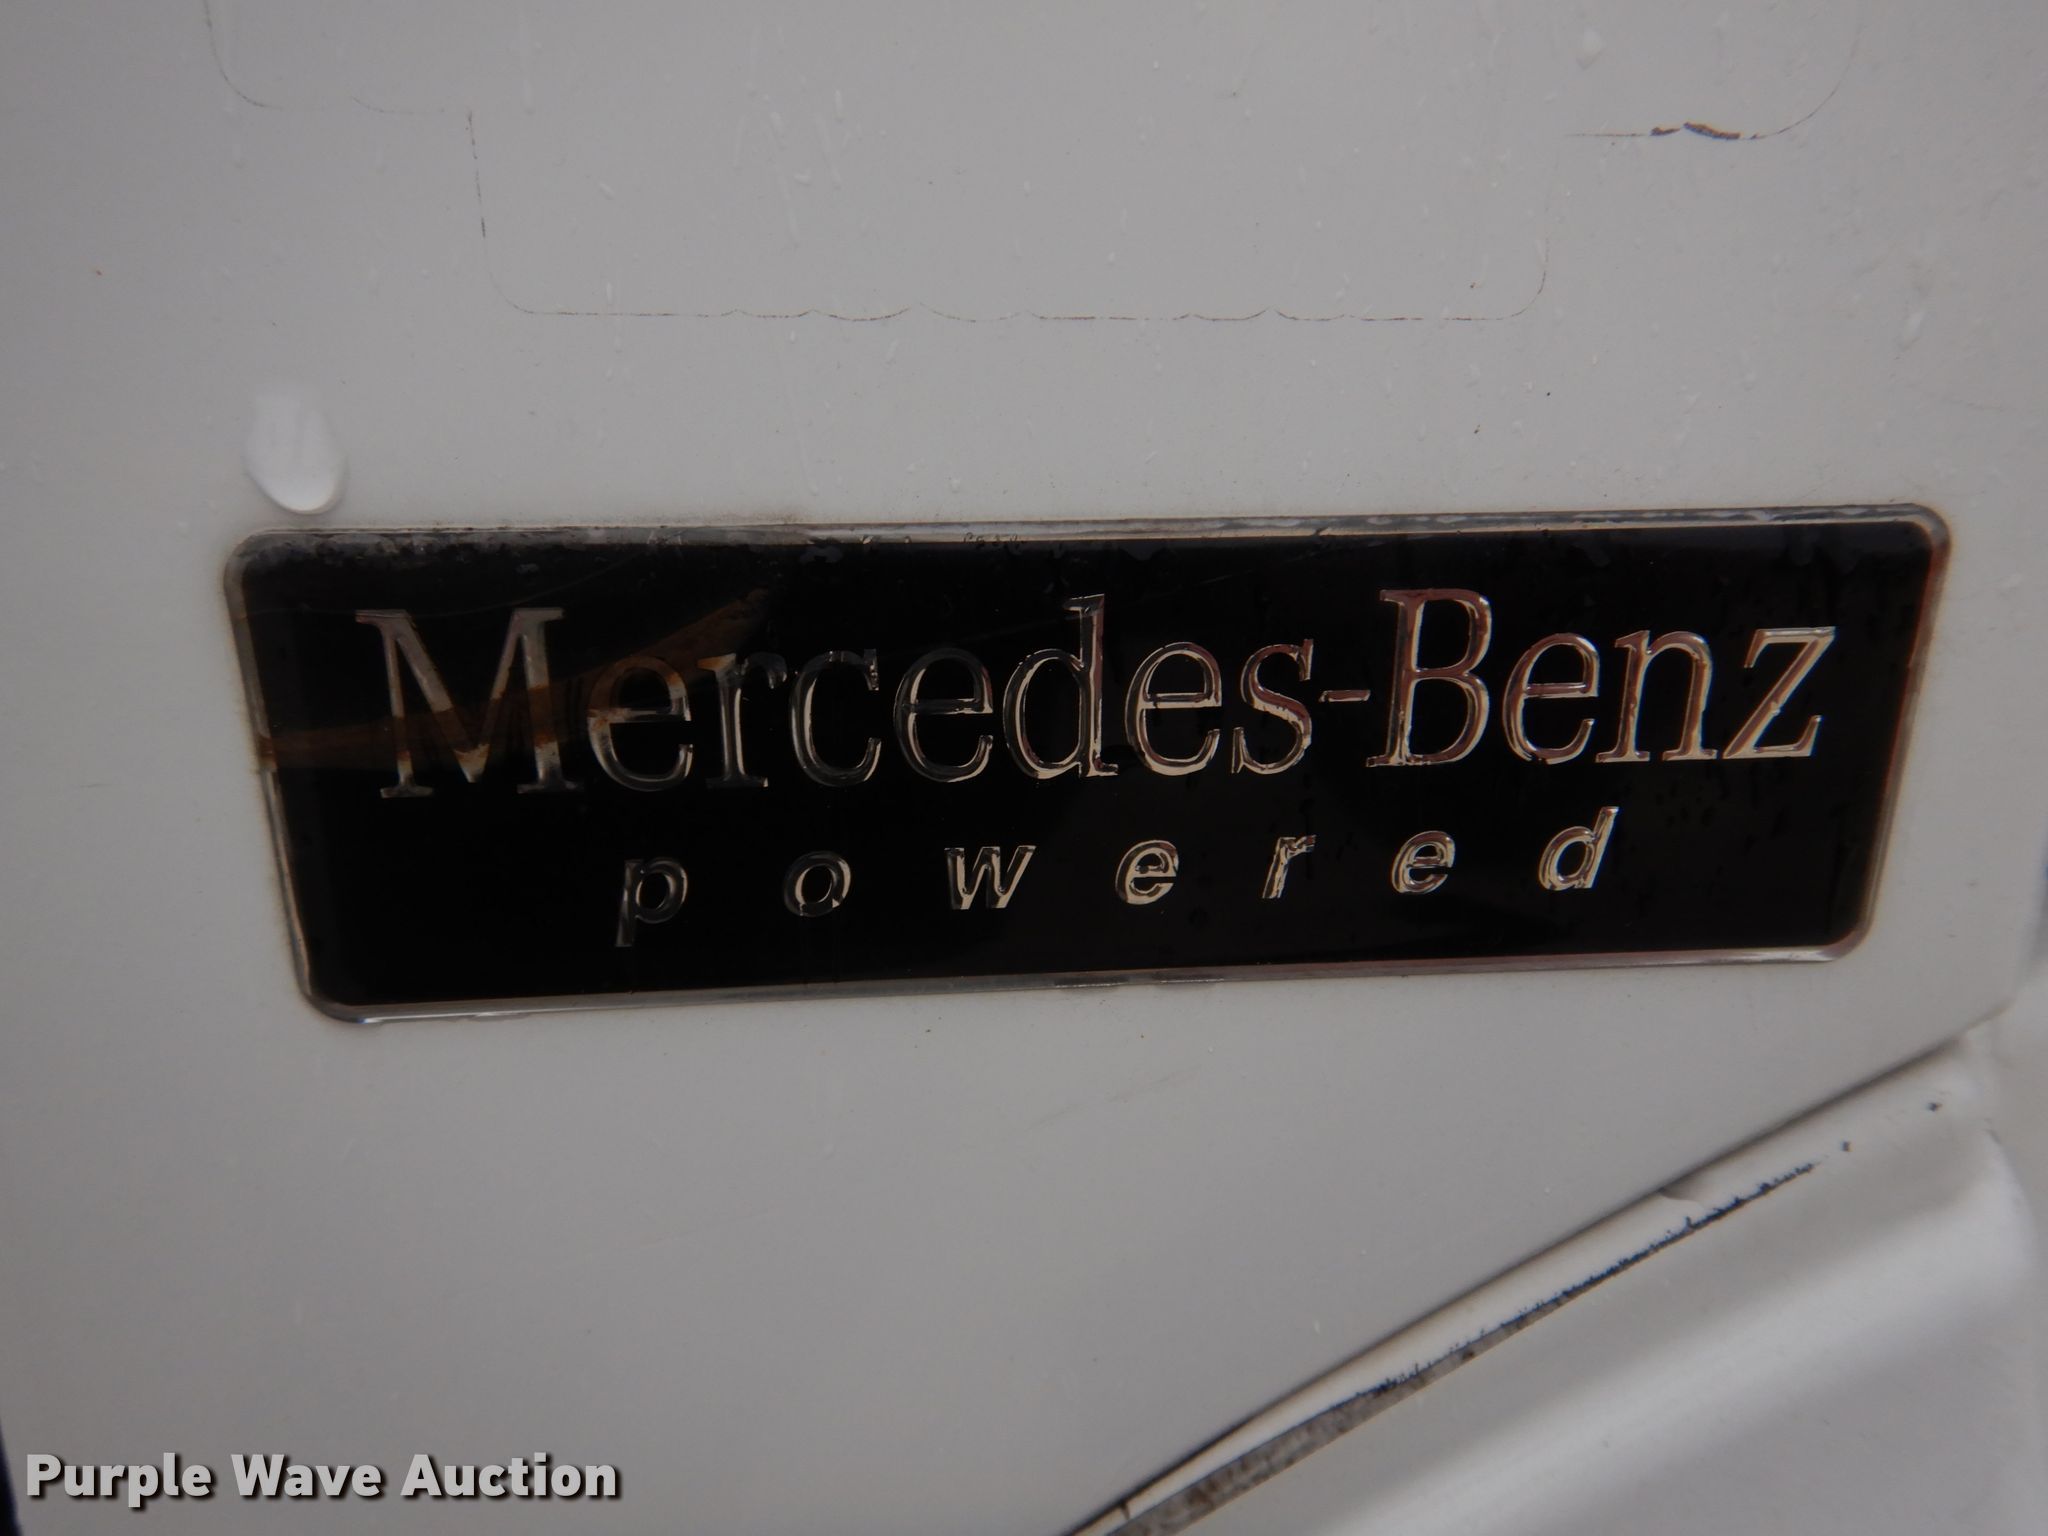 Mercedes-Benz
powered
Purple Wave Auction